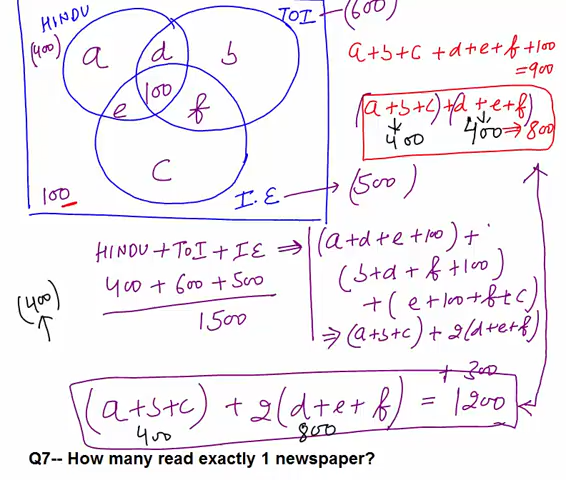 HINDU
TOI
(600)
(400)
a
d
b
a+b+c + d+e+f+100
=900
100
e
f
(a+b+c)+(d+e+f)
400
400 ⇒ 800
C
(500)
100
I.E
HINDU + TOI + IE ⇒
(a+d+e+100) +
400 + 600 + 500
(b+d+f+100)
(400)
+ (e+100+f+c)
1500
⇒ (a+b+c) + 2(d+e+f)
+ 300
(a+b+c) + 2(d+e+f) = 1200
400
800
Q7-- How many read exactly 1 newspaper?